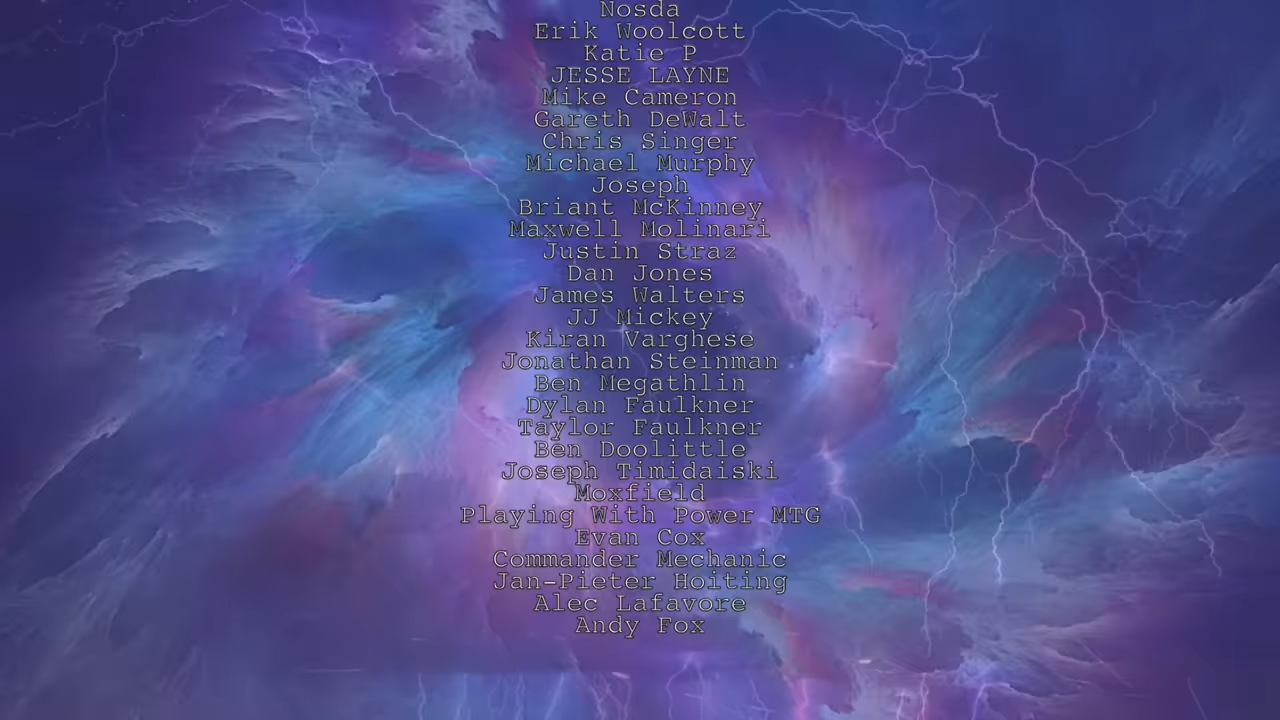 Nosda
Erik Woolcott
Katie P
JESSE LAYNE
Mike Cameron
Gareth DeWalt
Chris Singer
Michael Murphy
Joseph
Briant McKinney
Maxwell Molinari
Justin Straz
Dan Jones
James Walters
JJ Mickey
Kiran Varghese
Jonathan Steinman
Ben Megathlin
Dylan Faulkner
Taylor Faulkner
Ben Doolittle
Joseph Timidaiski
Moxfield
Playing With Power MTG
Evan Cox
Commander Mechanic
Jan-Pieter Hoiting
Alec Lafavore
Andy Fox